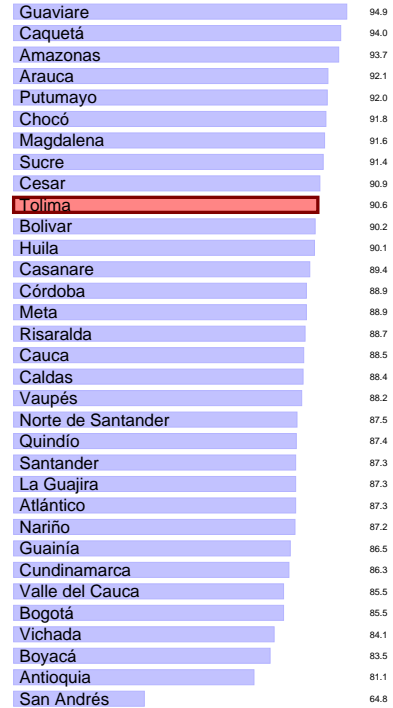 Guaviare 94.9
Caquetá 94.0
Amazonas 93.7
Arauca 92.1
Putumayo 92.0
Chocó 91.8
Magdalena 91.6
Sucre 91.4
Cesar 90.9
Tolima 90.6
Bolivar 90.2
Huila 90.1
Casanare 89.4
Córdoba 88.9
Meta 88.9
Risaralda 88.7
Cauca 88.5
Caldas 88.4
Vaupés 88.2
Norte de Santander 87.5
Quindío 87.4
Santander 87.3
La Guajira 87.3
Atlántico 87.3
Nariño 87.2
Guainía 86.5
Cundinamarca 86.3
Valle del Cauca 85.5
Bogotá 85.5
Vichada 84.1
Boyacá 83.5
Antioquia 81.1
San Andrés 64.8